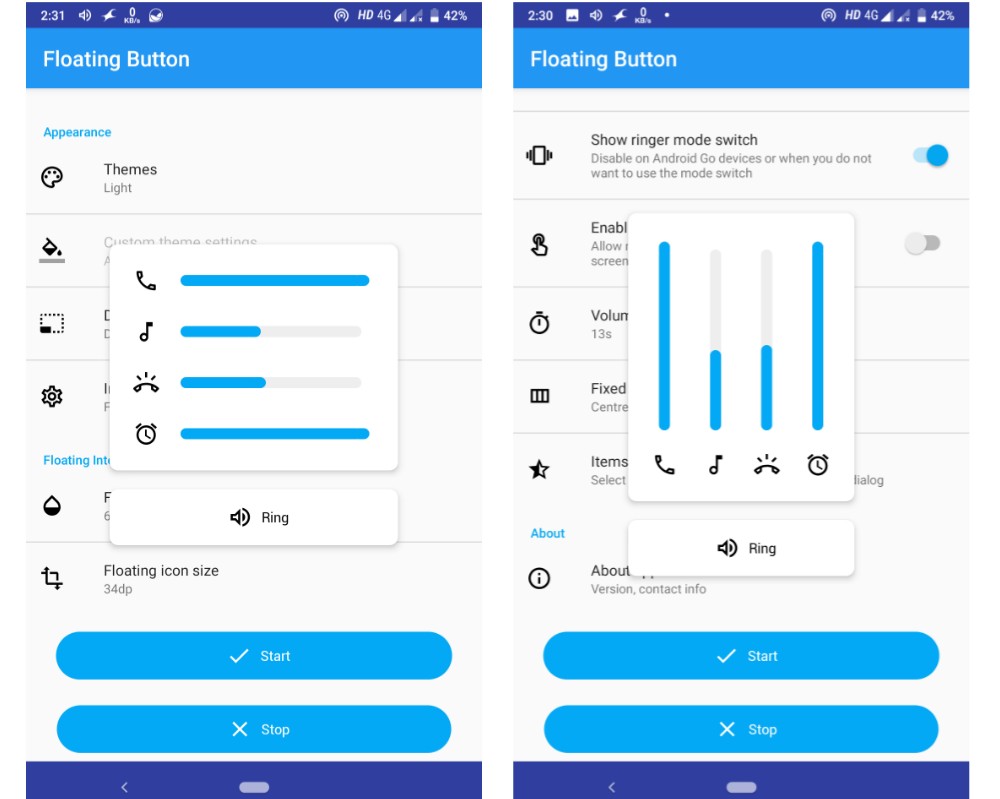 2:31 0 KB/s HD 4G 42%
Floating Button
Appearance
Themes
Light
Custom theme settings
Floating Inte
Ring
Floating icon size
34dp
Start
Stop
2:30 0 KB/s HD 4G 42%
Floating Button
Show ringer mode switch
Disable on Android Go devices or when you do not
want to use the mode switch
Enabl
Allow
screen
Volum
13s
Fixed
Centre
Items
Select dialog
About
Ring
About
Version, contact info
Start
Stop